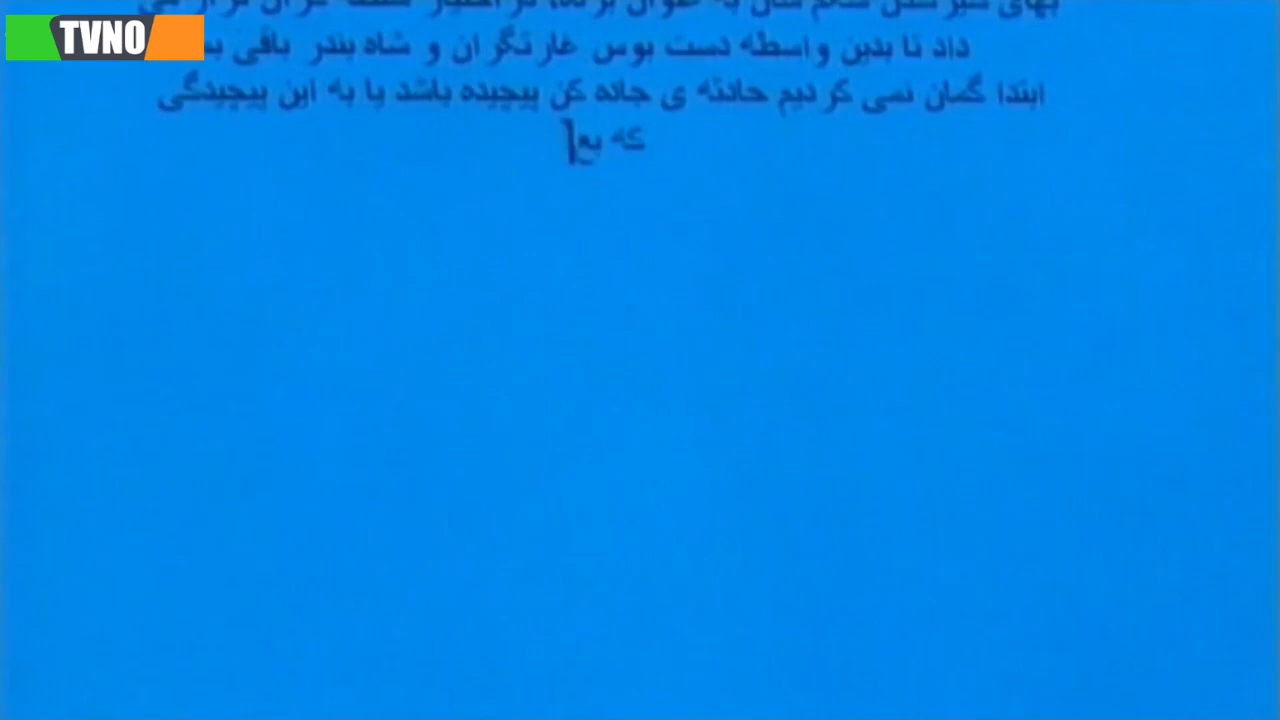 TVNO
داد تا بدین واسطه دست بوس غارتگران و شاه بندر باقی
ابتدا گمان نمی کردیم حادثه ی جاده کن پیچیده باشد یا به این پیچیدگی
که بع